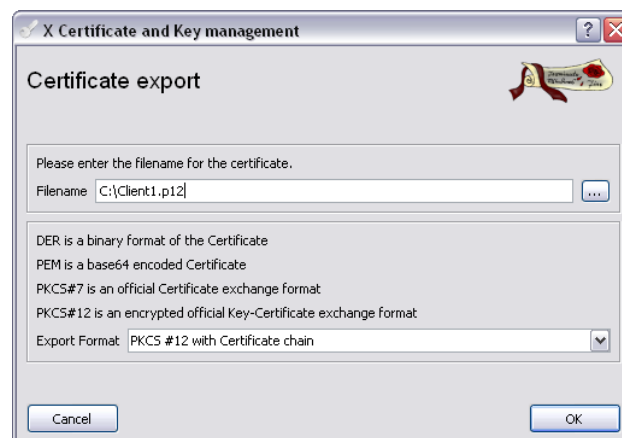 X Certificate and Key management
Certificate export
Please enter the filename for the certificate.
Filename C:\Client1.p12 ...
DER is a binary format of the Certificate
PEM is a base64 encoded Certificate
PKCS#7 is an official Certificate exchange format
PKCS#12 is an encrypted official Key-Certificate exchange format
Export Format PKCS #12 with Certificate chain
Cancel OK